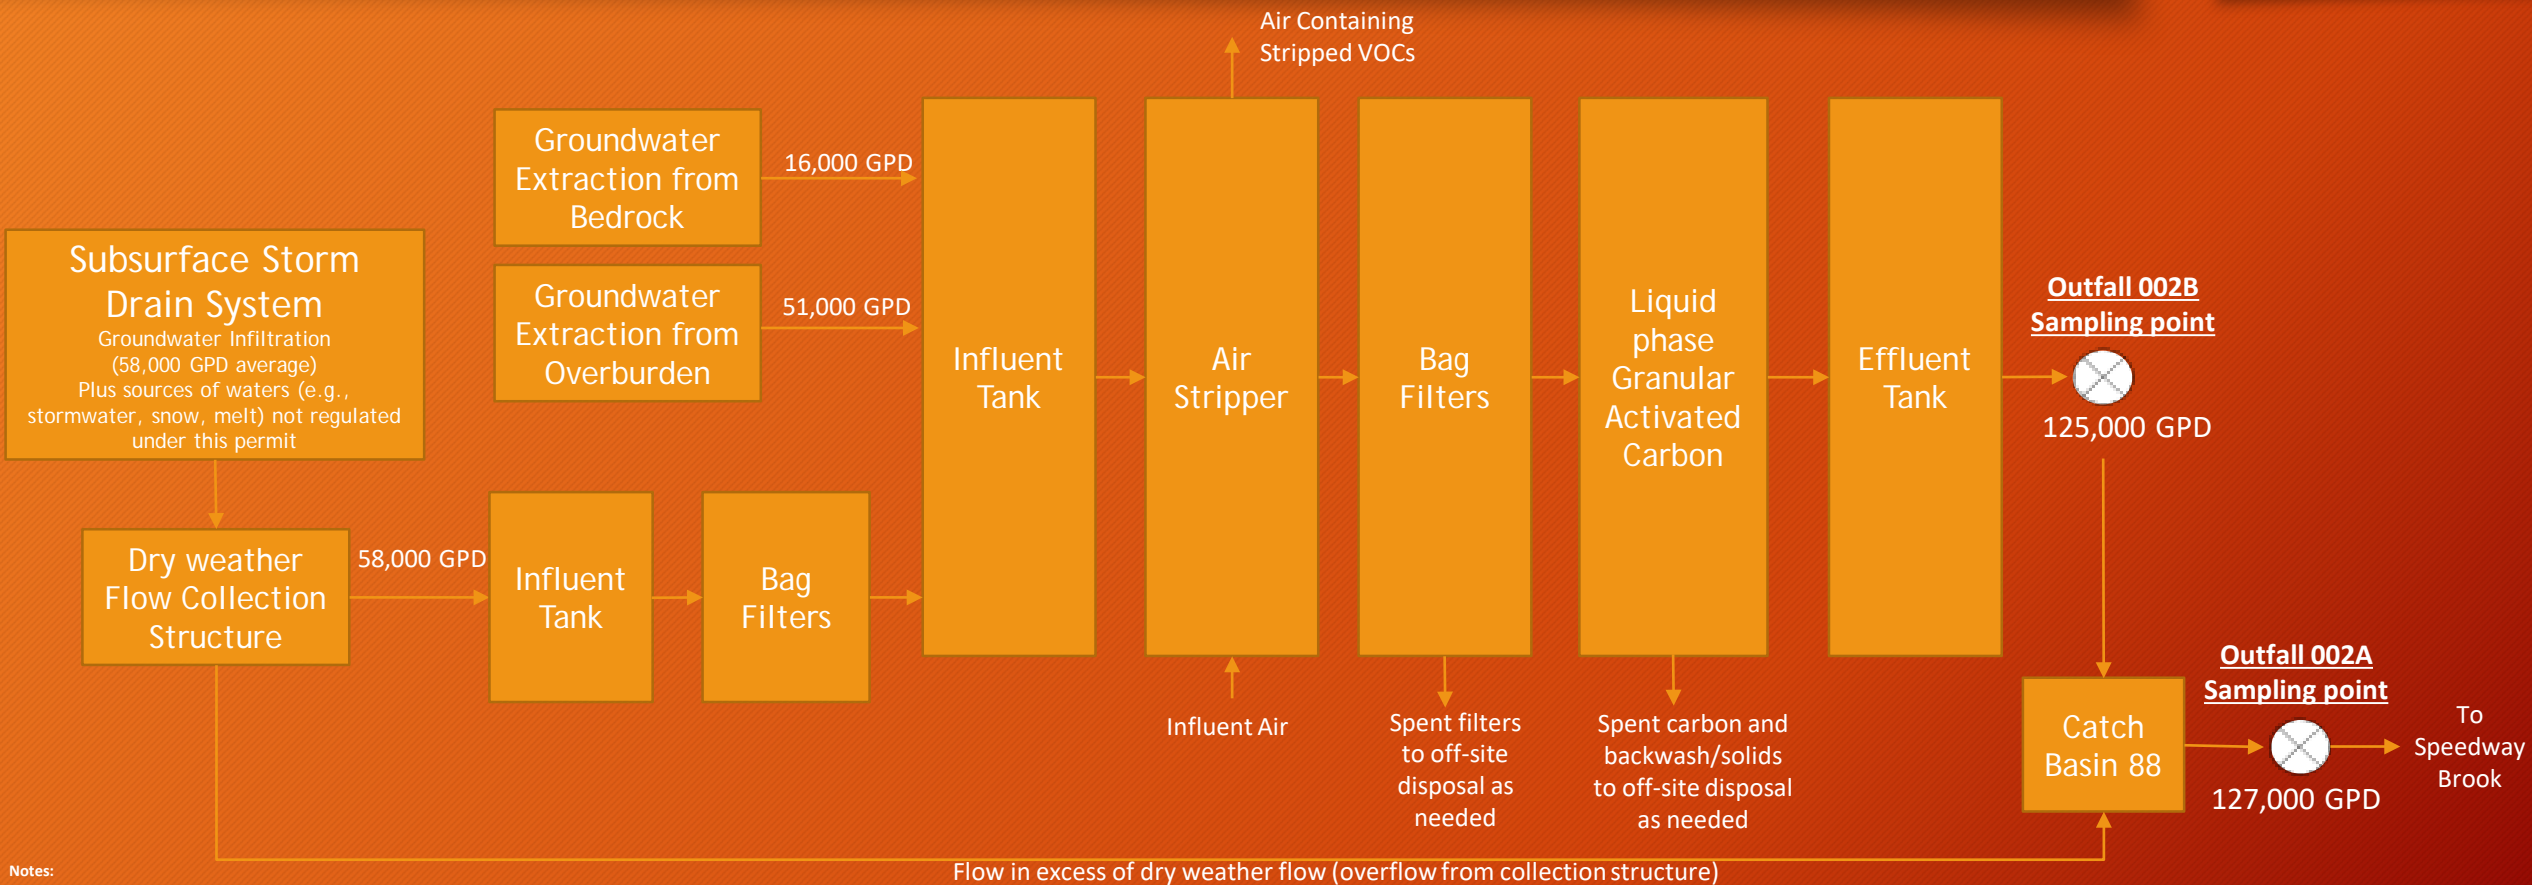 Air Containing
Stripped VOCs
Groundwater
Extraction from
Bedrock
16,000 GPD
Groundwater
Extraction from
Overburden
51,000 GPD
Subsurface Storm
Drain System
Groundwater Infiltration
(58,000 GPD average)
Plus sources of waters (e.g.,
stormwater, snow, melt) not regulated
under this permit
Dry weather
Flow Collection
Structure
58,000 GPD
Influent
Tank
Bag
Filters
Influent
Tank
Air
Stripper
Bag
Filters
Liquid
phase
Granular
Activated
Carbon
Effluent
Tank
Outfall 002B
Sampling point
125,000 GPD
Influent Air
Spent filters
to off-site
disposal as
needed
Spent carbon and
backwash/solids
to off-site disposal
as needed
Catch
Basin 88
Outfall 002A
Sampling point
127,000 GPD
To
Speedway
Brook
Flow in excess of dry weather flow (overflow from collection structure)
Notes: